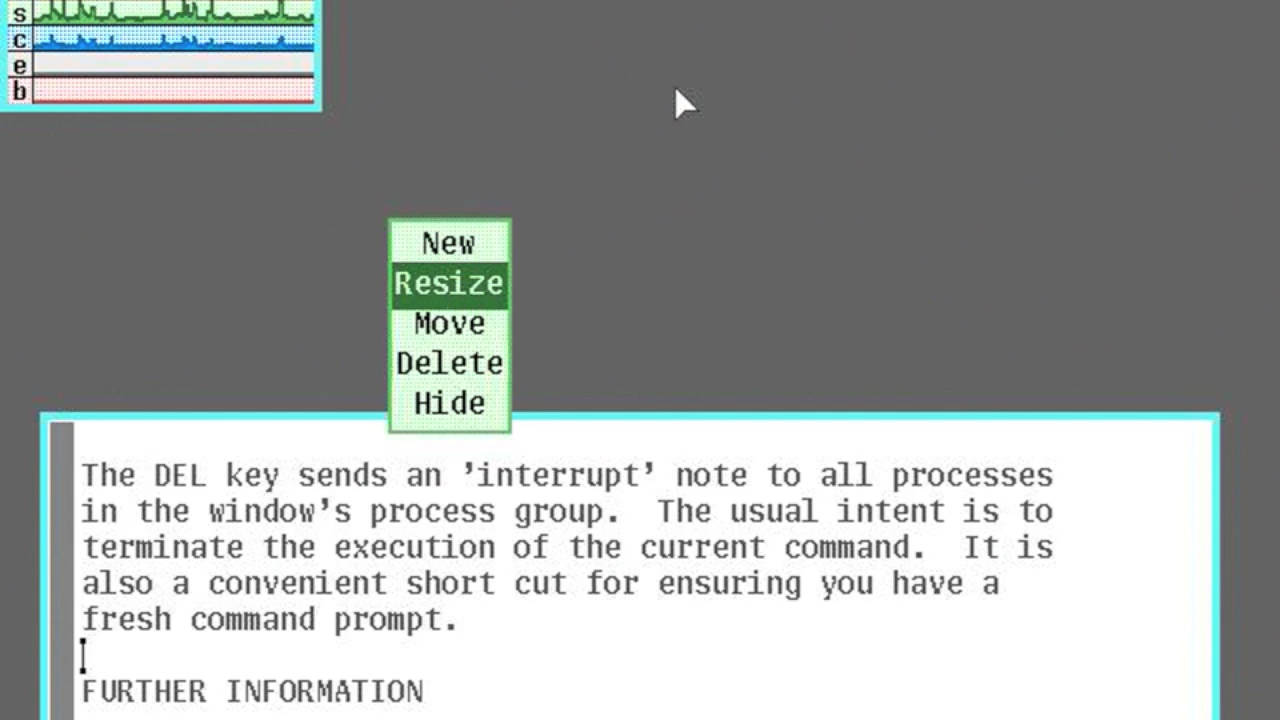 s
c
e
b
New
Resize
Move
Delete
Hide
The DEL key sends an 'interrupt' note to all processes
in the window's process group.  The usual intent is to
terminate the execution of the current command.  It is
also a convenient short cut for ensuring you have a
fresh command prompt.
FURTHER INFORMATION